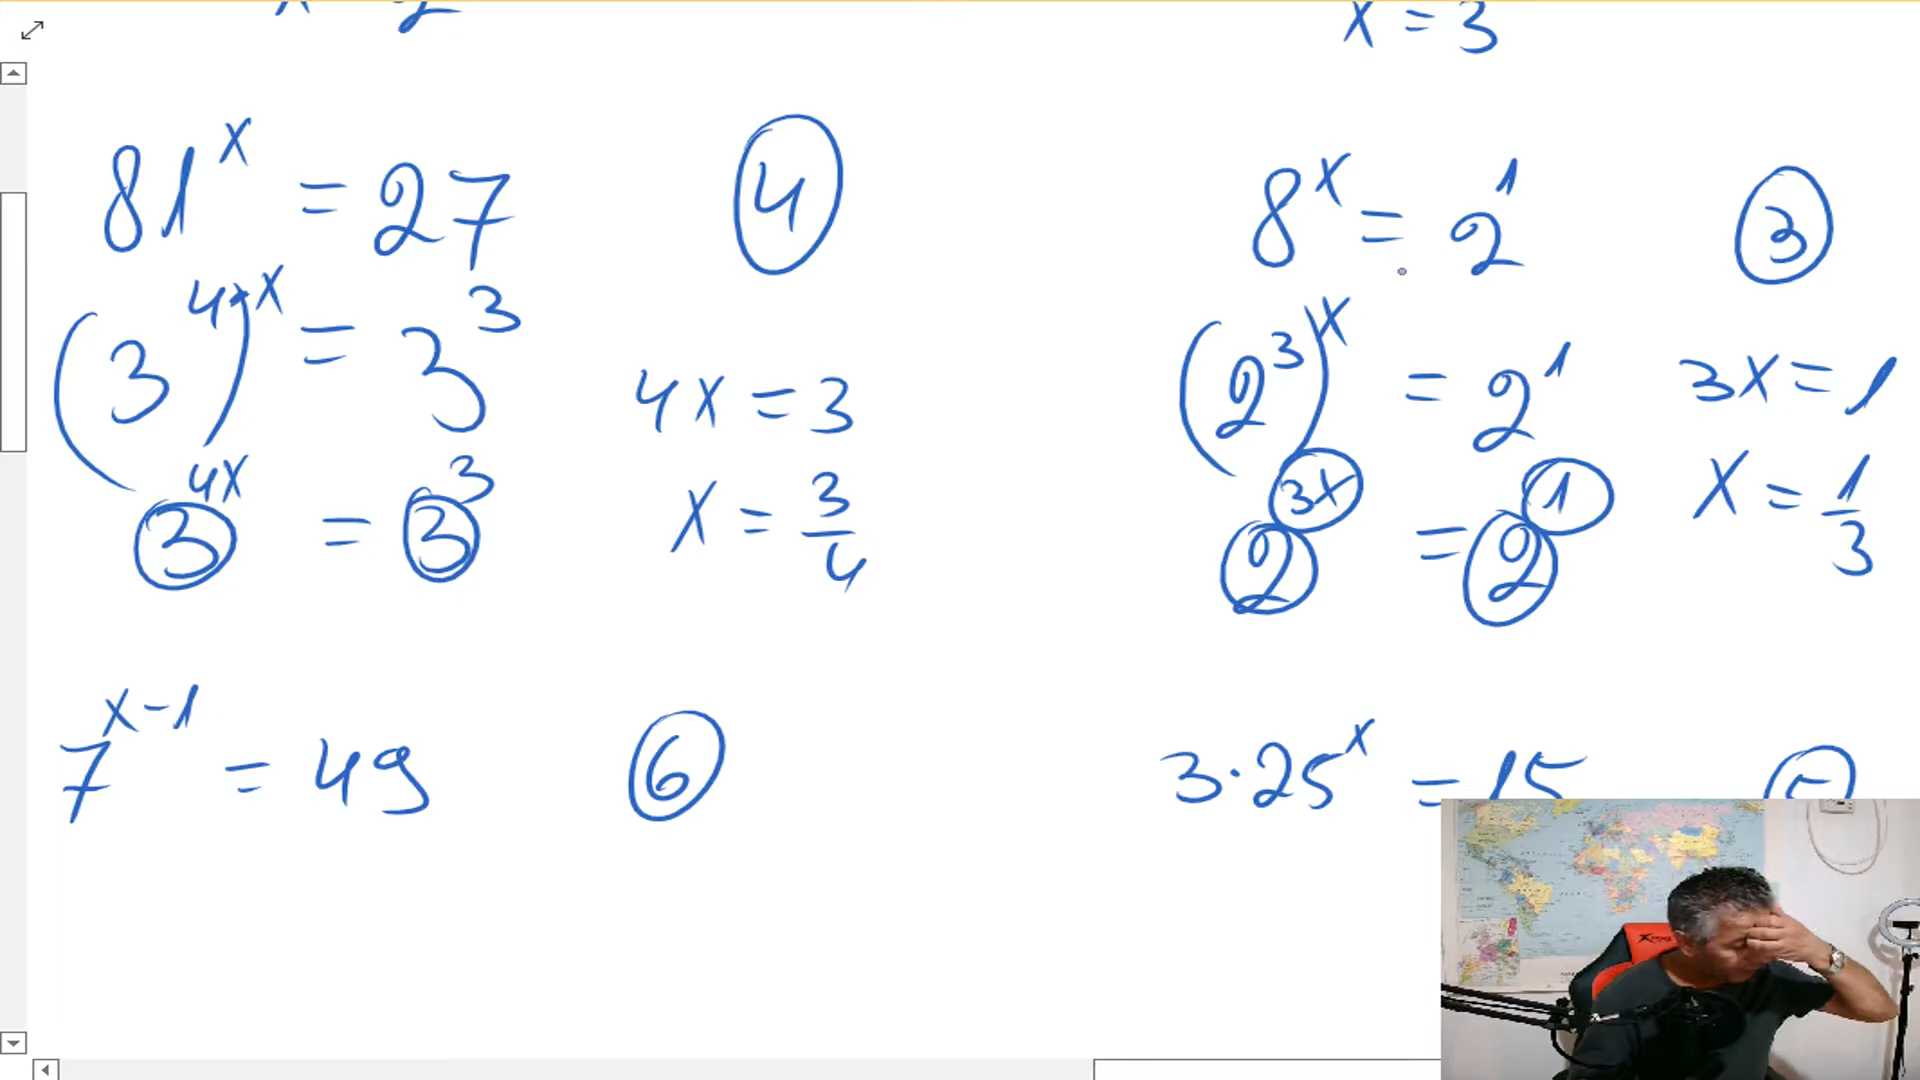 x = 3
81^x = 27
④
(3^4)^x = 3^3
4x = 3
3^4x = 3^3
x = 3/4
8^x = 2^1
③
(2^3)^x = 2^1
3x = 1
2^3x = 2^1
x = 1/3
7^x-1 = 49
⑥
3·25^x = 15